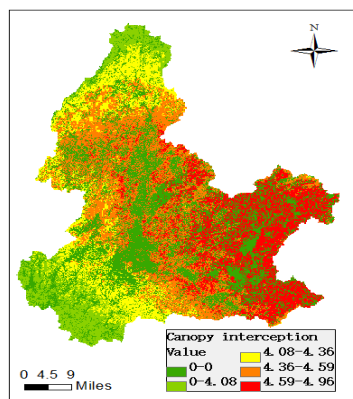 N
Canopy interception
Value
4.08-4.36
0-0
4.36-4.59
0-4.08
4.59-4.96
0 4.5 9
Miles